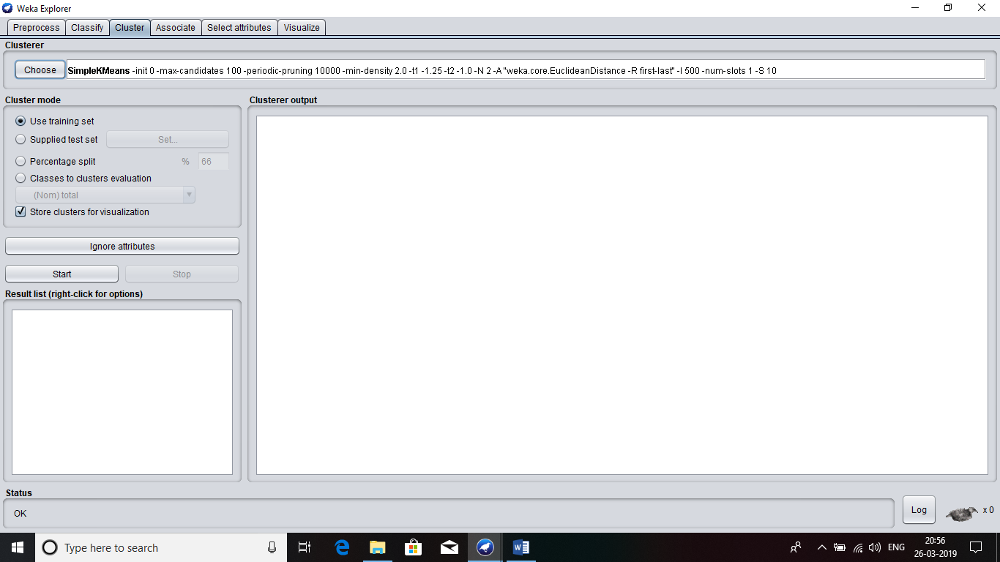 Weka Explorer
Preprocess Classify Cluster Associate Select attributes Visualize
Clusterer
Choose SimpleKMeans -init 0 -max-candidates 100 -periodic-pruning 10000 -min-density 2.0 -t1 -1.25 -t2 -1.0 -N 2 -A "weka.core.EuclideanDistance -R first-last" -I 500 -num-slots 1 -S 10
Cluster mode
Use training set
Supplied test set Set...
Percentage split % 66
Classes to clusters evaluation
(Nom) total
Store clusters for visualization
Ignore attributes
Start Stop
Result list (right-click for options)
Clusterer output
Status
OK
Log x 0
Type here to search
ENG
20:56
26-03-2019